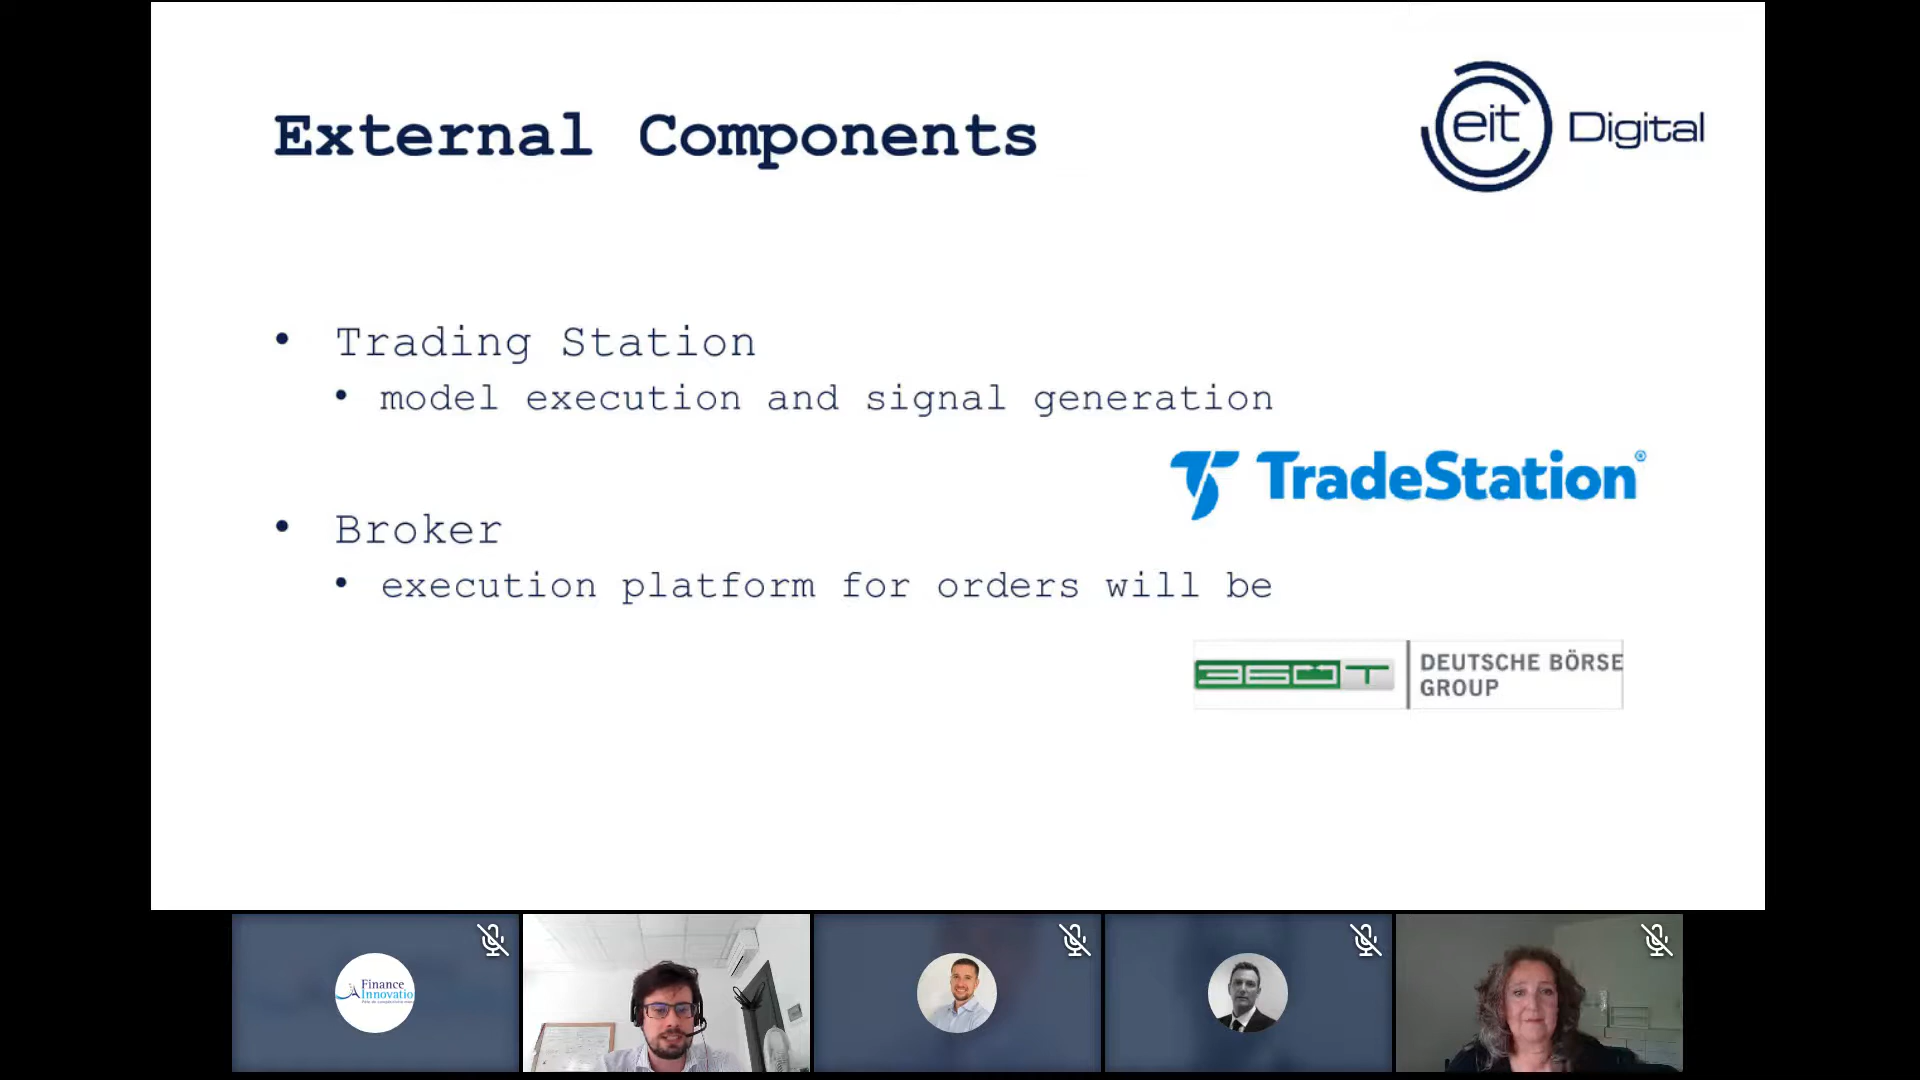 External Components
eit Digital
Trading Station
model execution and signal generation
TradeStation®
Broker
execution platform for orders will be
360T
DEUTSCHE BÖRSE
GROUP
Finance
Innovatio